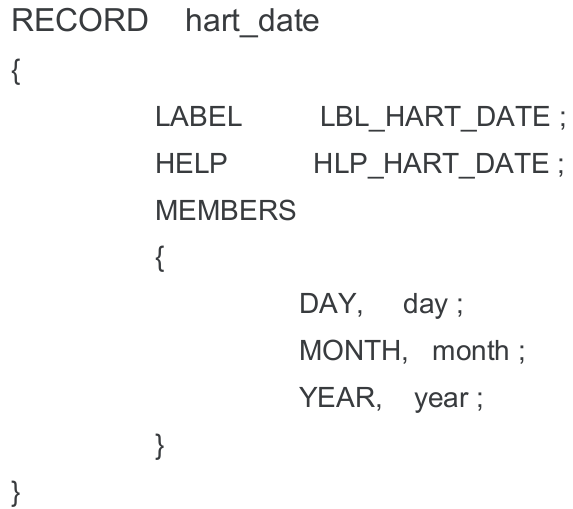 RECORD hart_date
{
LABEL LBL_HART_DATE ;
HELP HLP_HART_DATE ;
MEMBERS
{
DAY, day ;
MONTH, month ;
YEAR, year ;
}
}